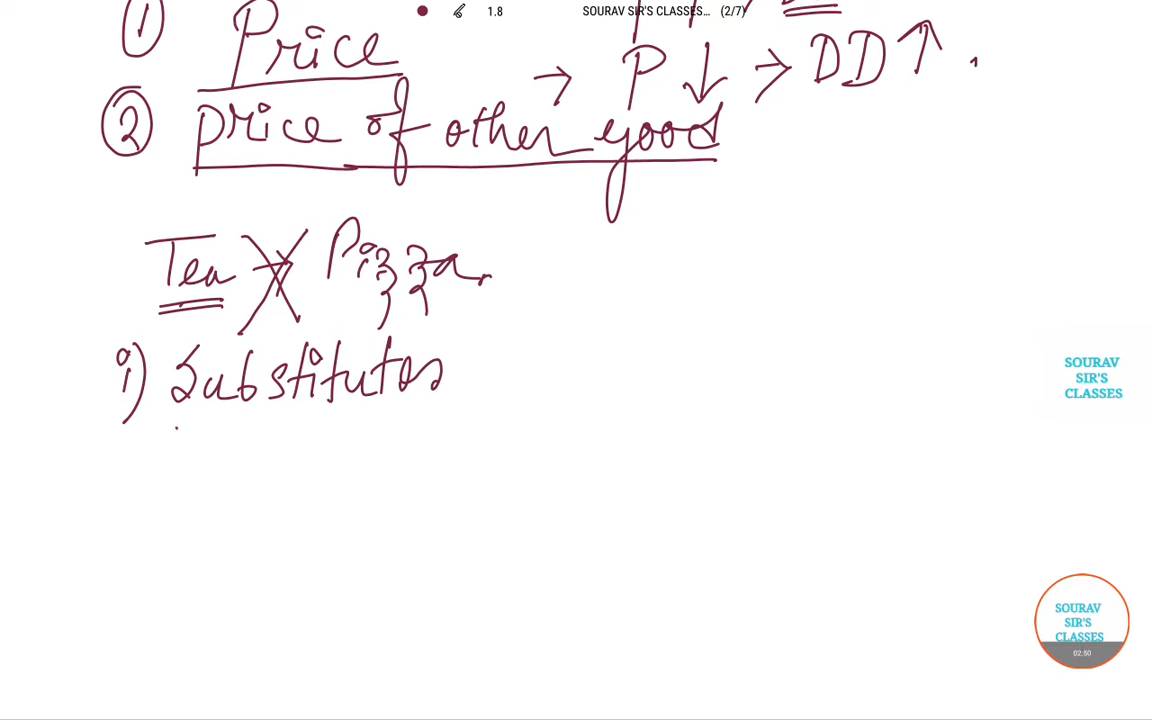 1.8 SOURAV SIR'S CLASSES... (2/7)
① Price
→ P ↓ → DD ↑
② price of other good
Tea Pizza
i) Substitutes
SOURAV
SIR'S
CLASSES
SOURAV
SIR'S
CLASSES
02:50